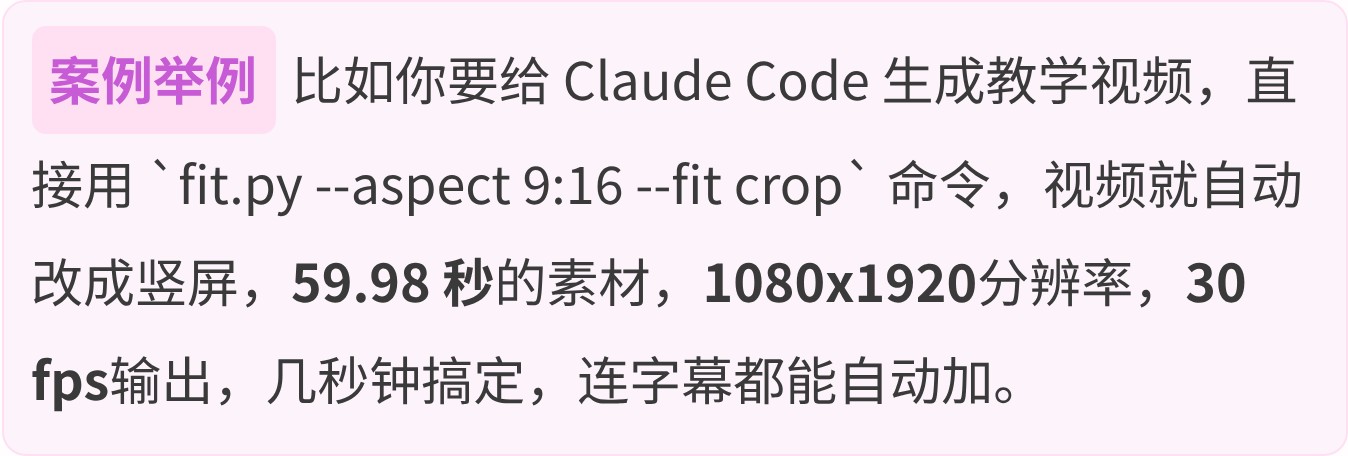 案例举例 比如你要给 Claude Code 生成教学视频，直
接用 `fit.py --aspect 9:16 --fit crop` 命令，视频就自动
改成竖屏，59.98 秒的素材，1080x1920分辨率，30
fps输出，几秒钟搞定，连字幕都能自动加。